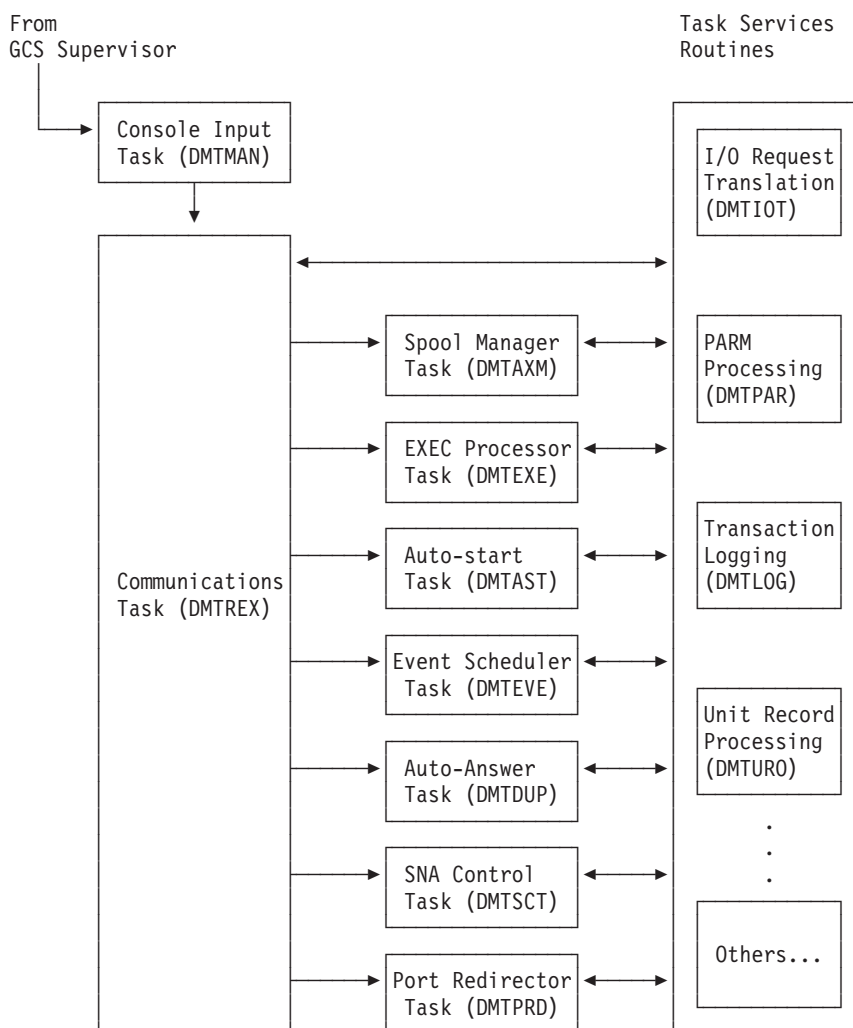 From
GCS Supervisor
Task Services
Routines
Console Input
Task (DMTMAN)
I/O Request
Translation
(DMTIOT)
Spool Manager
Task (DMTAXM)
PARM
Processing
(DMTPAR)
EXEC Processor
Task (DMTEXE)
Transaction
Logging
(DMTLOG)
Auto-start
Task (DMTAST)
Communications
Task (DMTREX)
Event Scheduler
Task (DMTEVE)
Unit Record
Processing
(DMTURO)
Auto-Answer
Task (DMTDUP)
SNA Control
Task (DMTSCT)
Others...
Port Redirector
Task (DMTPRD)